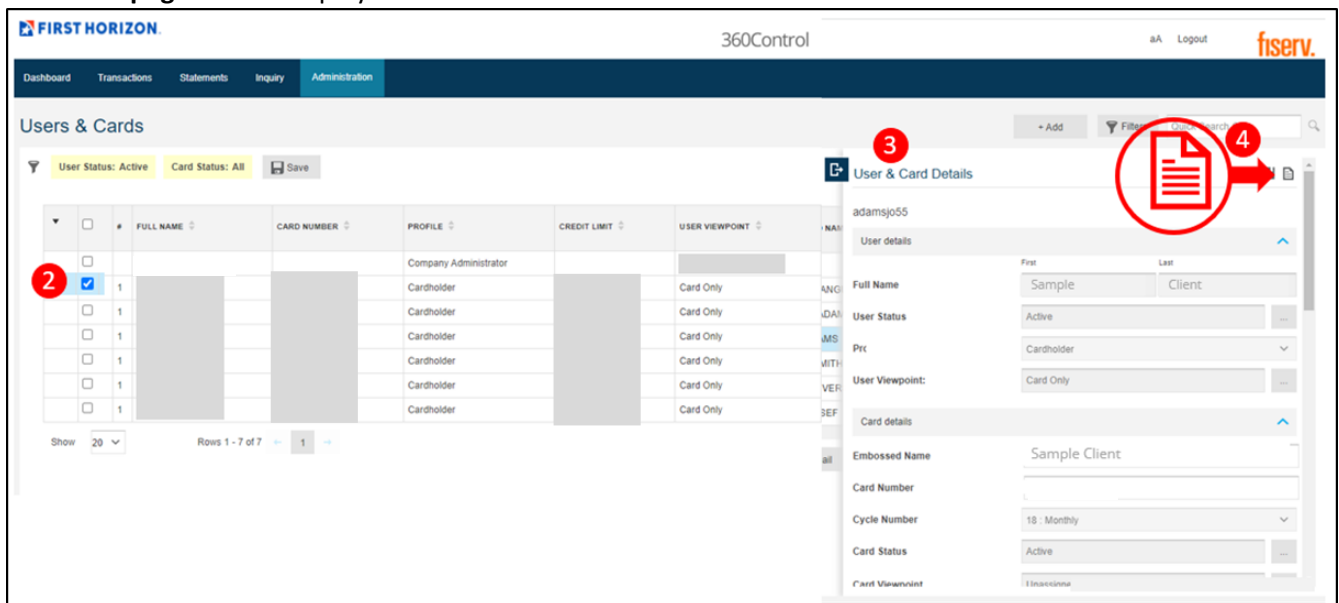 FIRST HORIZON.
360Control
aA Logout
fiserv.
Dashboard Transactions Statements Inquiry Administration
Users & Cards
+ Add
User Status: Active Card Status: All Save
# FULL NAME CARD NUMBER PROFILE CREDIT LIMIT USER VIEWPOINT
Company Administrator
2
1 Cardholder Card Only
1 Cardholder Card Only
1 Cardholder Card Only
1 Cardholder Card Only
1 Cardholder Card Only
1 Cardholder Card Only
Show 20 Rows 1 - 7 of 7 1
3
4
User & Card Details
adamsjo55
User details
First Last
Full Name Sample Client
User Status Active ...
Prc Cardholder
User Viewpoint: Card Only ...
Card details
Embossed Name Sample Client
Card Number
Cycle Number 18 : Monthly
Card Status Active ...
Card Viewpoint